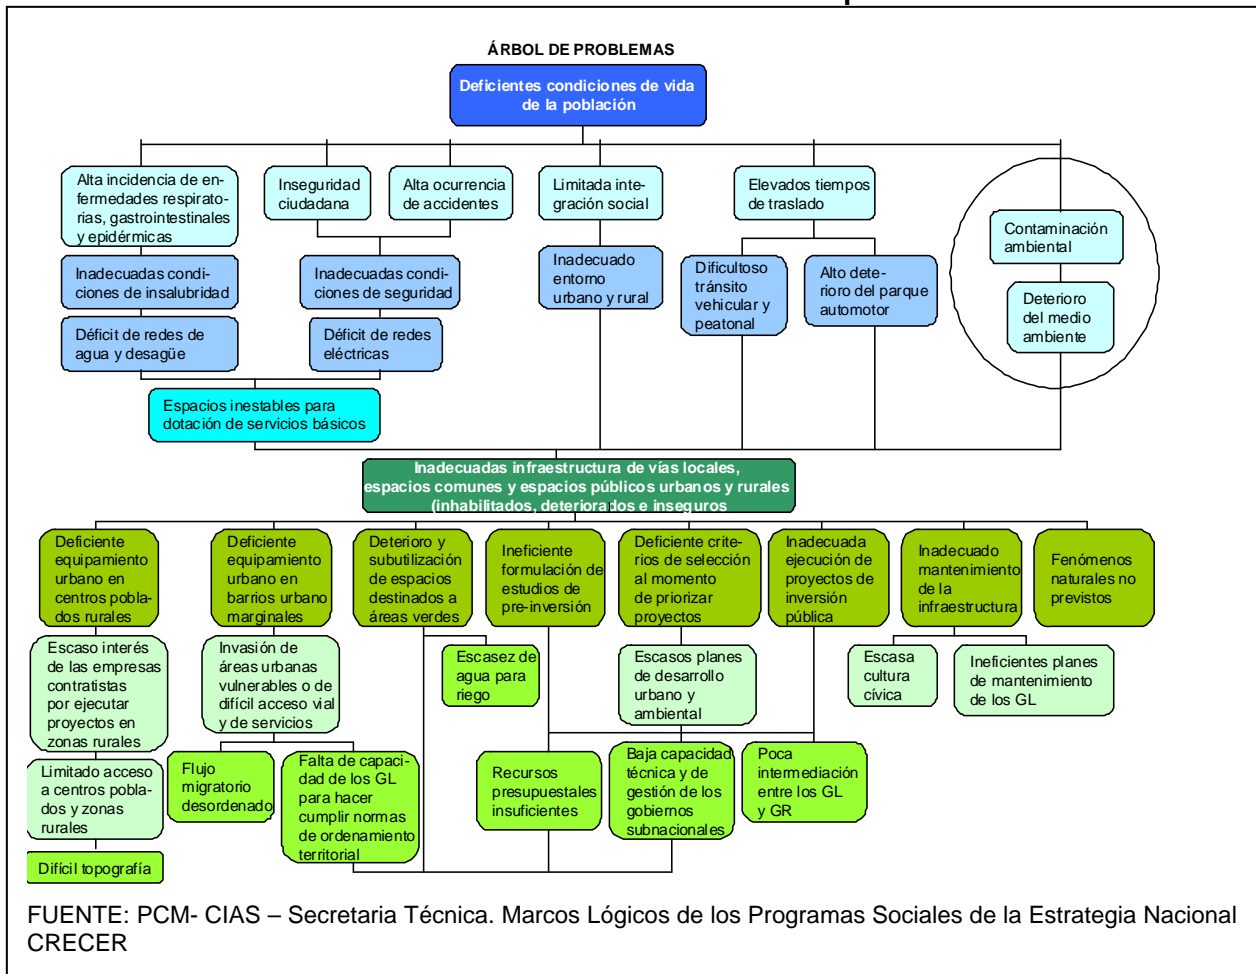 ÁRBOL DE PROBLEMAS
Deficientes condiciones de vida
de la población
Alta incidencia de en-
fermedades respirato-
rias, gastrointestinales
y epidérmicas
Inseguridad
ciudadana
Alta ocurrencia
de accidentes
Limitada inte-
gración social
Elevados tiempos
de traslado
Contaminación
ambiental
Inadecuadas condi-
ciones de insalubridad
Inadecuadas condi-
ciones de seguridad
Inadecuado
entorno
urbano y rural
Dificultoso
tránsito
vehicular y
peatonal
Alto dete-
rioro del parque
automotor
Deterioro
del medio
ambiente
Déficit de redes de
agua y desagüe
Déficit de redes
eléctricas
Espacios inestables para
dotación de servicios básicos
Inadecuadas infraestructura de vías locales,
espacios comunes y espacios públicos urbanos y rurales
(inhabilitados, deteriorados e inseguros
Deficiente
equipamiento
urbano en
centros pobla-
dos rurales
Deficiente
equipamiento
urbano en
barrios urbano
marginales
Deterioro y
subutilización
de espacios
destinados a
áreas verdes
Ineficiente
formulación de
estudios de
pre-inversión
Deficiente crite-
rios de selección
al momento
de priorizar
proyectos
Inadecuada
ejecución de
proyectos de
inversión
pública
Inadecuado
mantenimiento
de la
infraestructura
Fenómenos
naturales no
previstos
Escaso interés
de las empresas
contratistas
por ejecutar
proyectos en
zonas rurales
Invasión de
áreas urbanas
vulnerables o de
difícil acceso vial
y de servicios
Escasez de
agua para
riego
Escasos planes
de desarrollo
urbano y
ambiental
Escasa
cultura
cívica
Ineficientes planes
de mantenimiento
de los GL
Limitado acceso
a centros pobla-
dos y zonas
rurales
Flujo
migratorio
desordenado
Falta de capaci-
dad de los GL
para hacer
cumplir normas
de ordenamiento
territorial
Recursos
presupuestales
insuficientes
Baja capacidad
técnica y de
gestión de los
gobiernos
subnacionales
Poca
intermediación
entre los GL
y GR
Difícil topografía
FUENTE: PCM- CIAS – Secretaria Técnica. Marcos Lógicos de los Programas Sociales de la Estrategia Nacional
CRECER